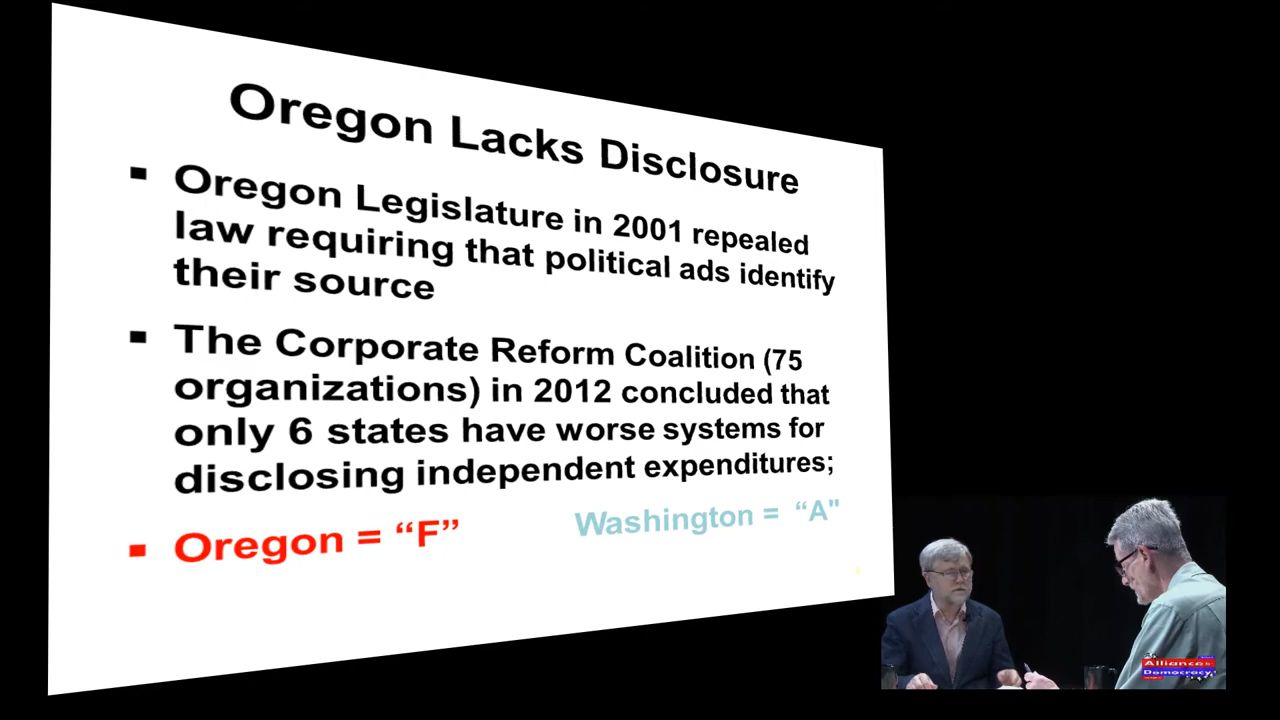 Oregon Lacks Disclosure
▪ Oregon Legislature in 2001 repealed
law requiring that political ads identify
their source
▪ The Corporate Reform Coalition (75
organizations) in 2012 concluded that
only 6 states have worse systems for
disclosing independent expenditures;
▪ Oregon = “F” Washington = “A"
Alliance
Democracy